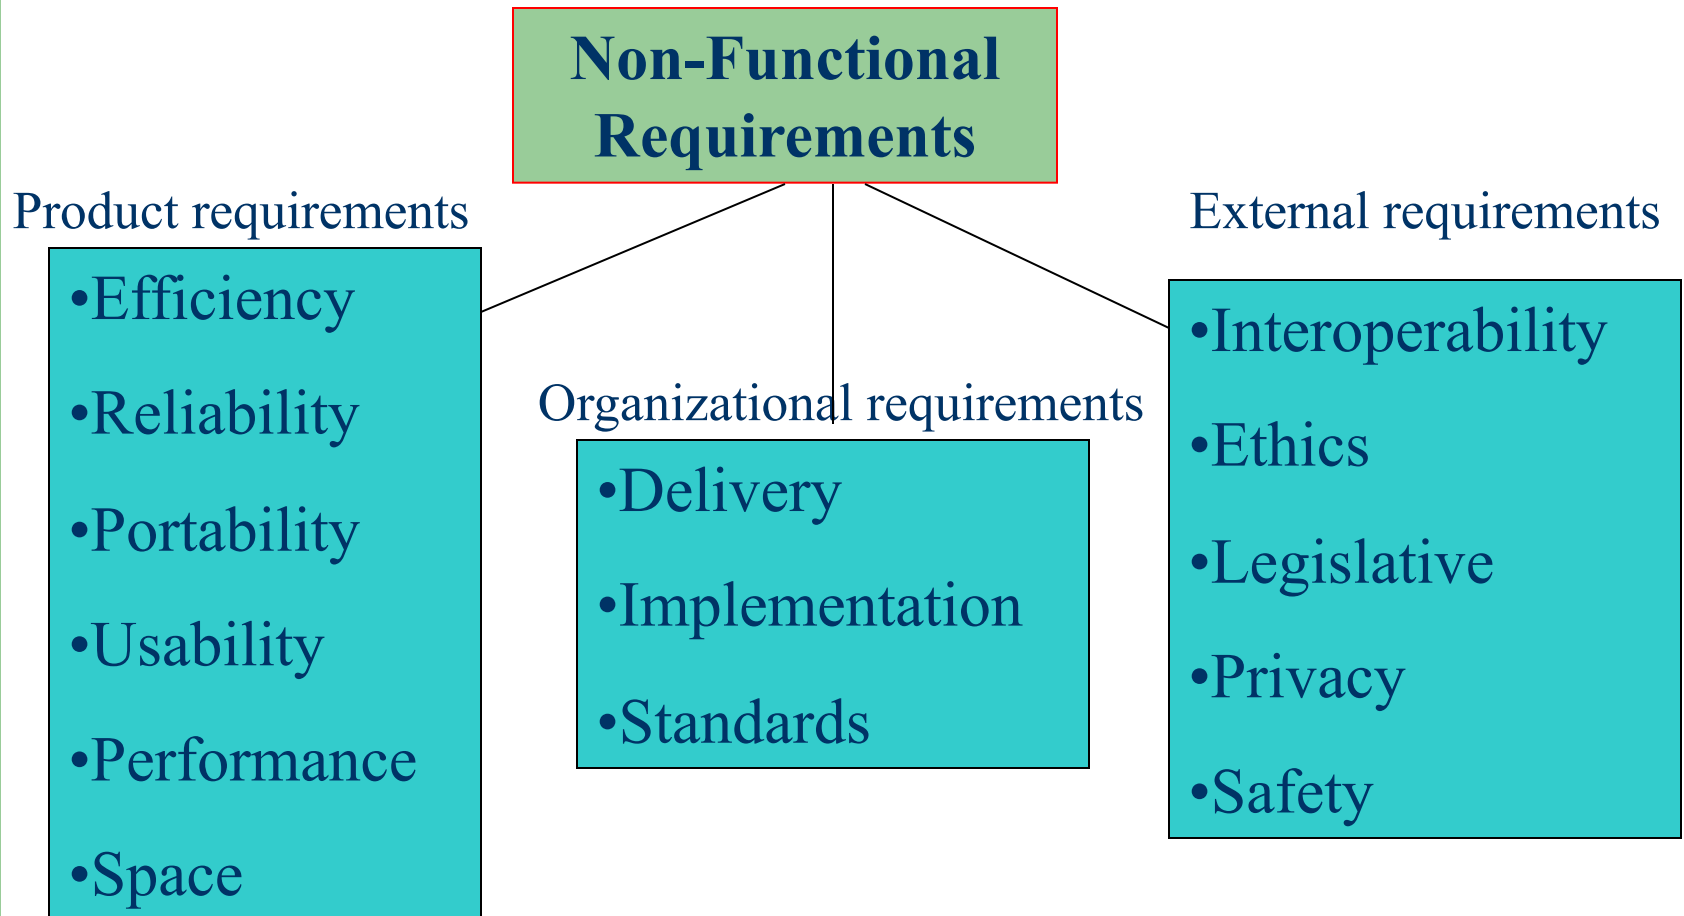 Non-Functional
Requirements
Product requirements
•Efficiency
•Reliability
•Portability
•Usability
•Performance
•Space
Organizational requirements
•Delivery
•Implementation
•Standards
External requirements
•Interoperability
•Ethics
•Legislative
•Privacy
•Safety